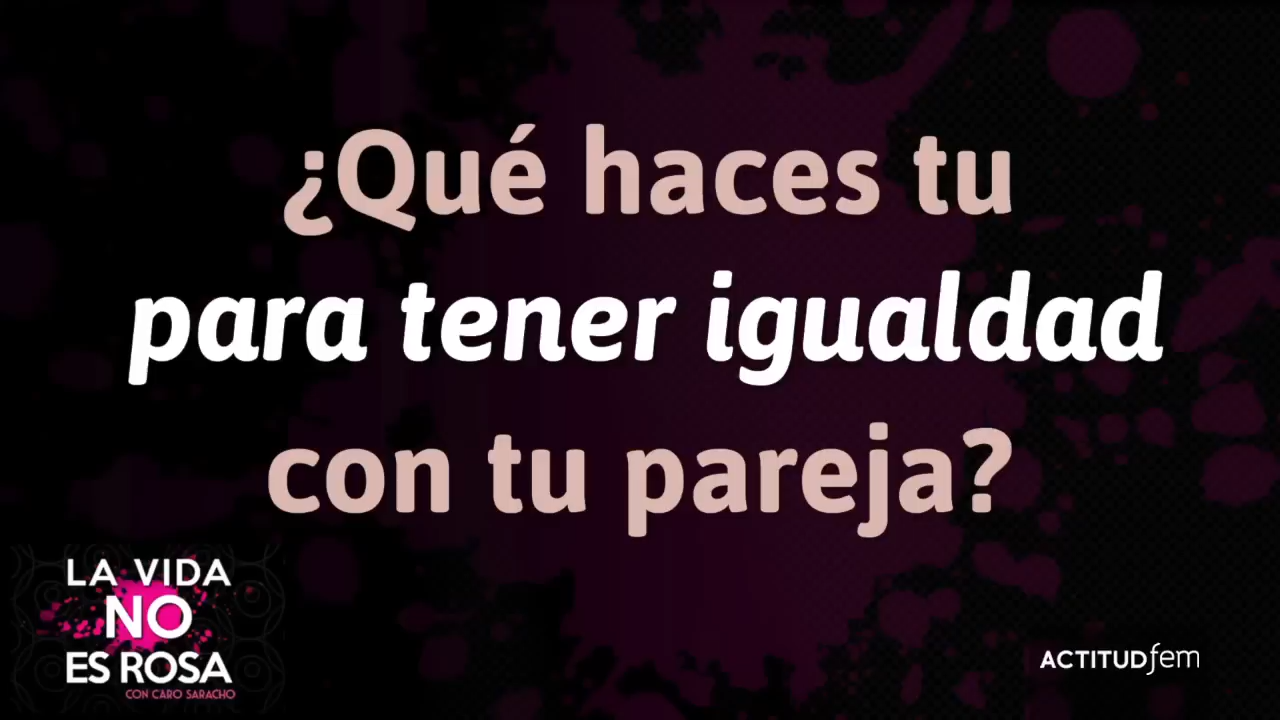 ¿Qué haces tu
para tener igualdad
con tu pareja?
LA VIDA
NO
ES ROSA
CON CARO SARACHO
ACTITUDfem